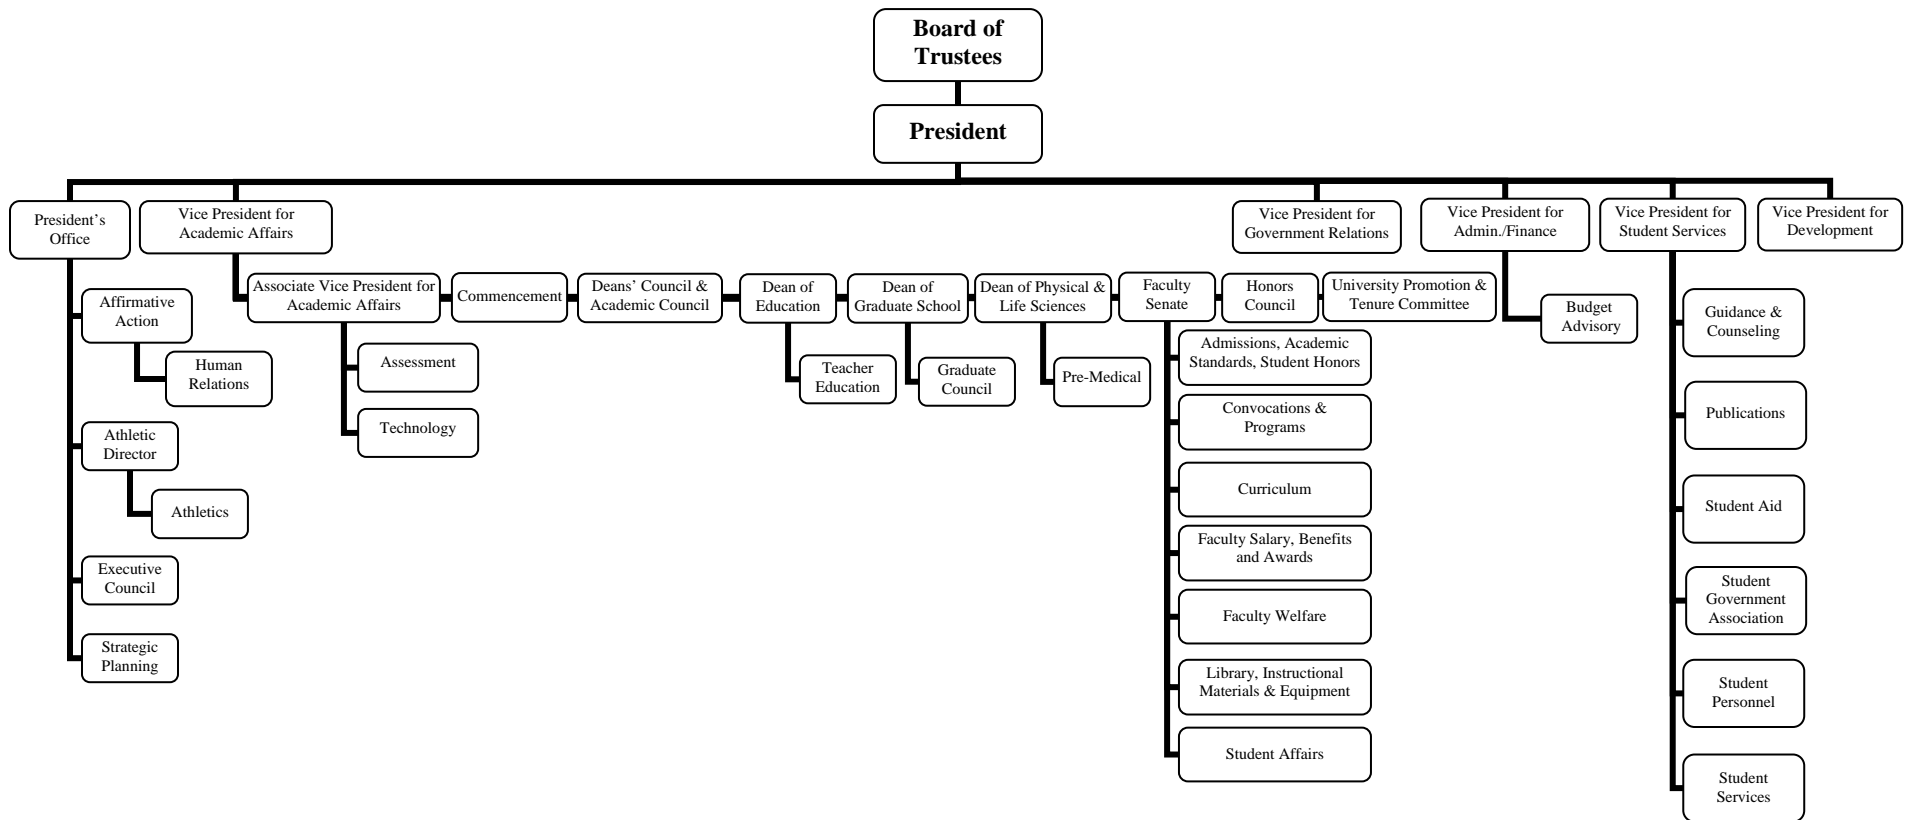 Board of
Trustees
President
President’s
Office
Vice President for
Academic Affairs
Vice President for
Government Relations
Vice President for
Admin./Finance
Vice President for
Student Services
Vice President for
Development
Associate Vice President for
Academic Affairs
Commencement
Deans’ Council &
Academic Council
Dean of
Education
Dean of
Graduate School
Dean of Physical &
Life Sciences
Faculty
Senate
Honors
Council
University Promotion &
Tenure Committee
Affirmative
Action
Human
Relations
Athletic
Director
Athletics
Executive
Council
Strategic
Planning
Assessment
Technology
Teacher
Education
Graduate
Council
Pre-Medical
Admissions, Academic
Standards, Student Honors
Convocations &
Programs
Curriculum
Faculty Salary, Benefits
and Awards
Faculty Welfare
Library, Instructional
Materials & Equipment
Student Affairs
Budget
Advisory
Guidance &
Counseling
Publications
Student Aid
Student
Government
Association
Student
Personnel
Student
Services